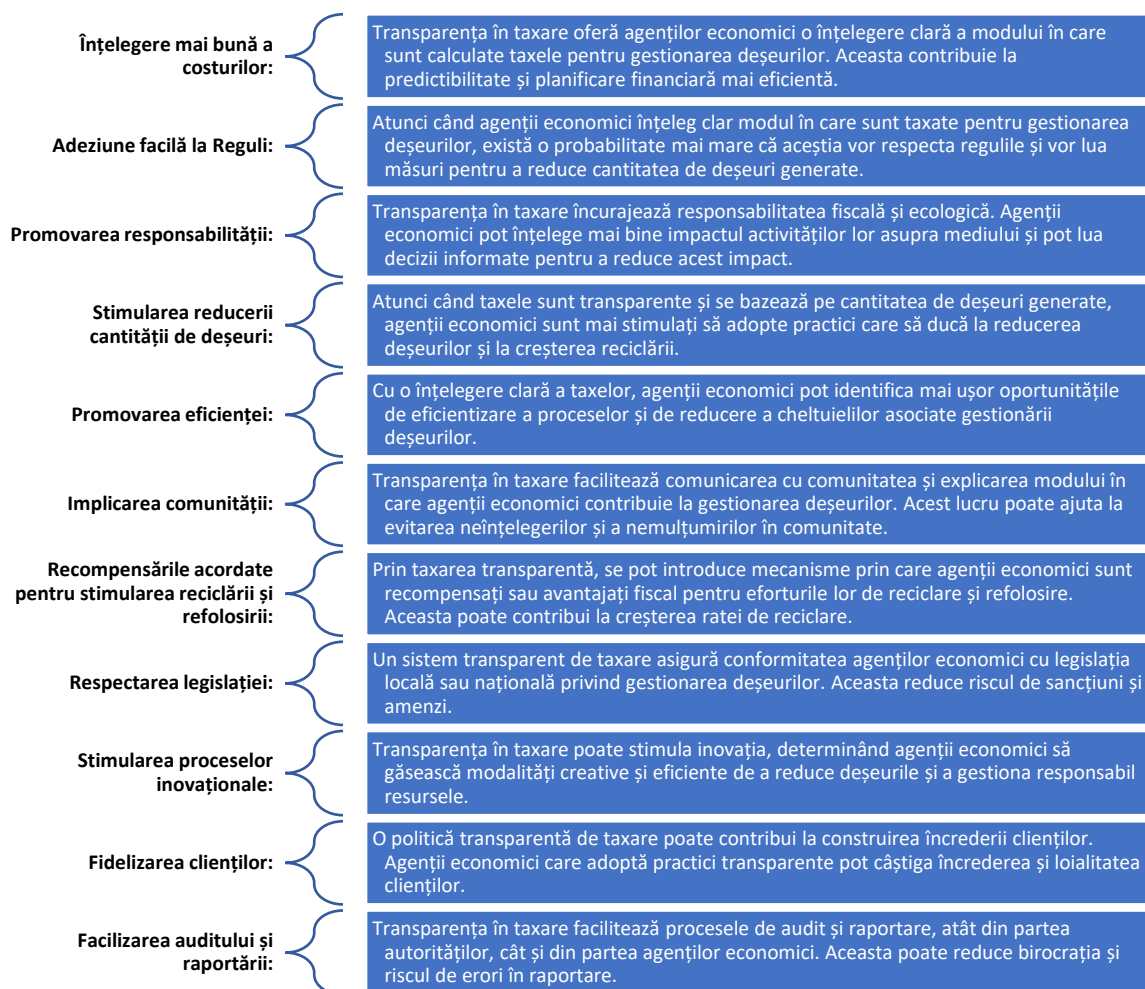 Înțelegere mai bună a
costurilor:
Transparența în taxare oferă agenților economici o înțelegere clară a modului în care
sunt calculate taxele pentru gestionarea deșeurilor. Aceasta contribuie la
predictibilitate și planificare financiară mai eficientă.
Adeziune facilă la Reguli:
Atunci când agenții economici înțeleg clar modul în care sunt taxate pentru gestionarea
deșeurilor, există o probabilitate mai mare că aceștia vor respecta regulile și vor lua
măsuri pentru a reduce cantitatea de deșeuri generate.
Promovarea responsabilității:
Transparența în taxare încurajează responsabilitatea fiscală și ecologică. Agenții
economici pot înțelege mai bine impactul activităților lor asupra mediului și pot lua
decizii informate pentru a reduce acest impact.
Stimularea reducerii
cantității de deșeuri:
Atunci când taxele sunt transparente și se bazează pe cantitatea de deșeuri generate,
agenții economici sunt mai stimulați să adopte practici care să ducă la reducerea
deșeurilor și la creșterea reciclării.
Promovarea eficienței:
Cu o înțelegere clară a taxelor, agenții economici pot identifica mai ușor oportunitățile
de eficientizare a proceselor și de reducere a cheltuielilor asociate gestionării
deșeurilor.
Implicarea comunității:
Transparența în taxare facilitează comunicarea cu comunitatea și explicarea modului în
care agenții economici contribuie la gestionarea deșeurilor. Acest lucru poate ajuta la
evitarea neînțelegerilor și a nemulțumirilor în comunitate.
Recompensările acordate
pentru stimularea reciclării și
refolosirii:
Prin taxarea transparentă, se pot introduce mecanisme prin care agenții economici sunt
recompensați sau avantajați fiscal pentru eforturile lor de reciclare și refolosire.
Aceasta poate contribui la creșterea ratei de reciclare.
Respectarea legislației:
Un sistem transparent de taxare asigură conformitatea agenților economici cu legislația
locală sau națională privind gestionarea deșeurilor. Aceasta reduce riscul de sancțiuni și
amenzi.
Stimularea proceselor
inovaționale:
Transparența în taxare poate stimula inovația, determinând agenții economici să
găsească modalități creative și eficiente de a reduce deșeurile și a gestiona responsabil
resursele.
Fidelizarea clienților:
O politică transparentă de taxare poate contribui la construirea încrederii clienților.
Agenții economici care adoptă practici transparente pot câștiga încrederea și loialitatea
clienților.
Facilizarea auditului și
raportării:
Transparența în taxare facilitează procesele de audit și raportare, atât din partea
autorităților, cât și din partea agenților economici. Aceasta poate reduce birocrația și
riscul de erori în raportare.